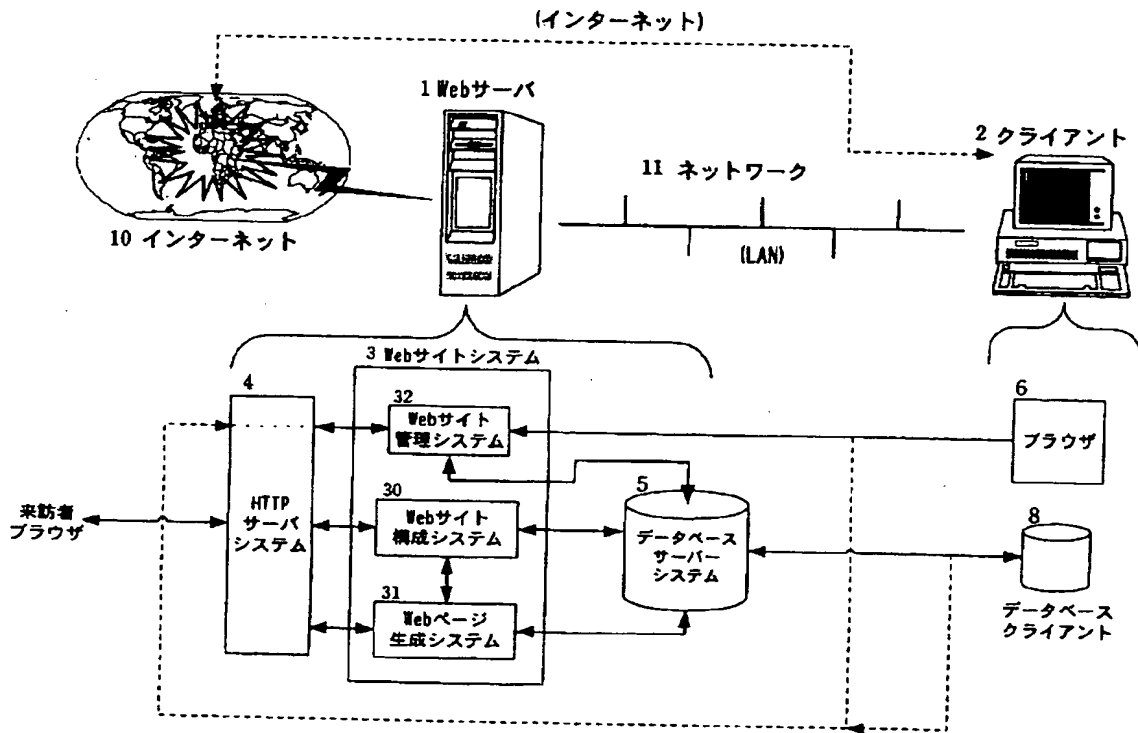 (インターネット)
1 Webサーバ
2 クライアント
11 ネットワーク
(LAN)
10 インターネット
3 Webサイトシステム
4
32
Webサイト
管理システム
6
ブラウザ
HTTP
サーバ
システム
来訪者
ブラウザ
30
Webサイト
構成システム
5
データベース
サーバー
システム
8
データベース
クライアント
31
Webページ
生成システム